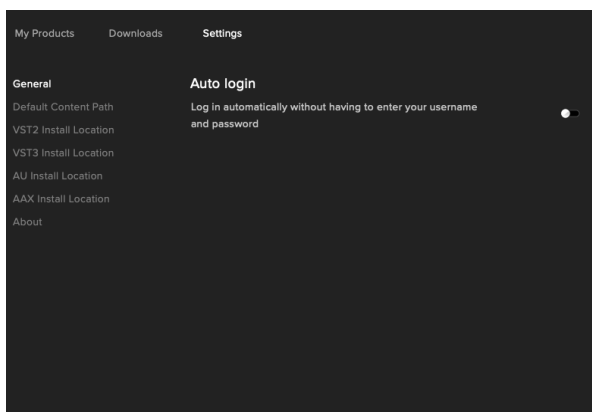 My Products Downloads Settings
General
Default Content Path
VST2 Install Location
VST3 Install Location
AU Install Location
AAX Install Location
About
Auto login
Log in automatically without having to enter your username
and password